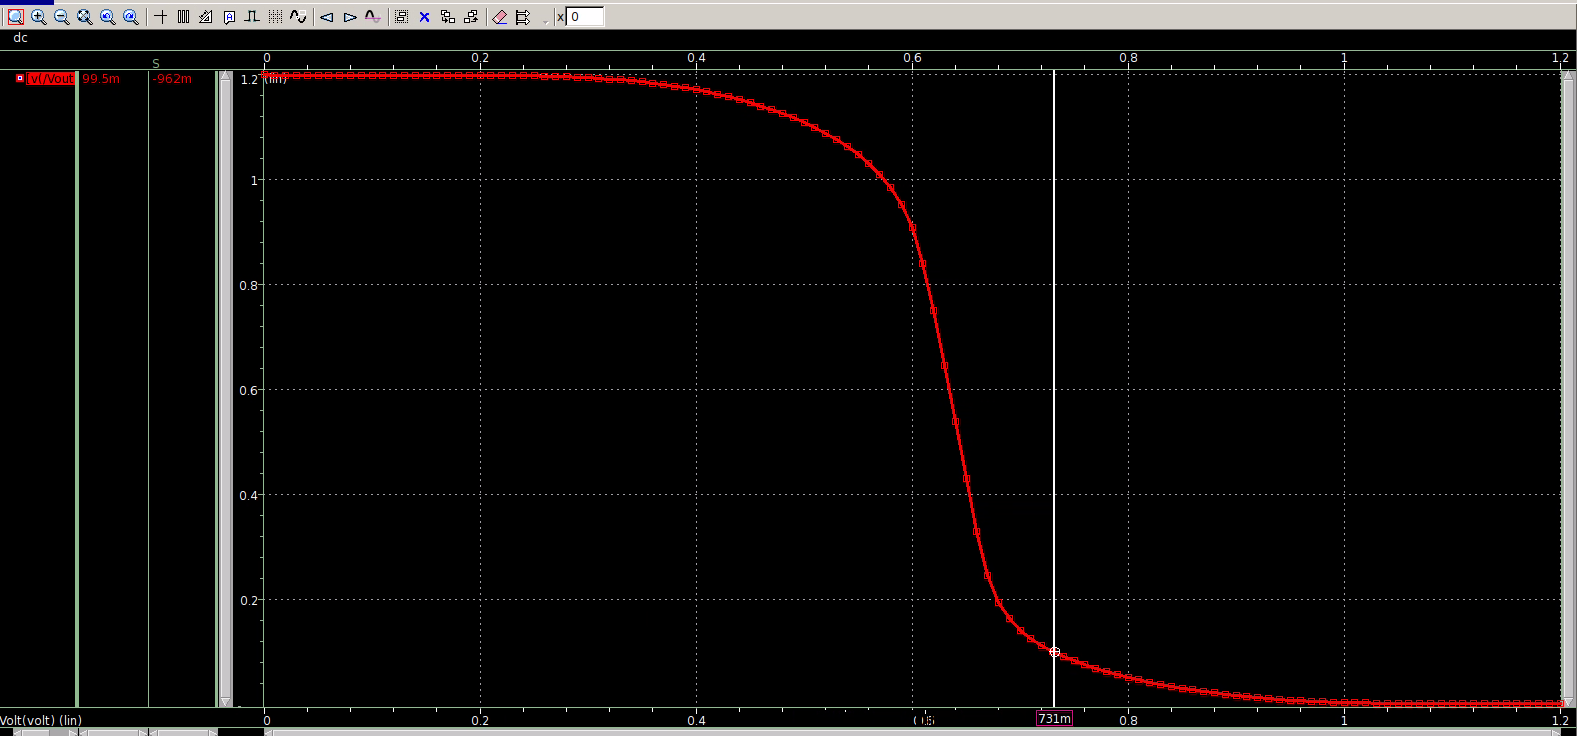 x 0
dc
S
0 0.2 0.4 0.6 0.8 1 1.2
v(/Vout 99.5m -962m
1.2 (lin)
1
0.8
0.6
0.4
0.2
Volt(volt) (lin) 0 0.2 0.4 731m 0.8 1 1.2